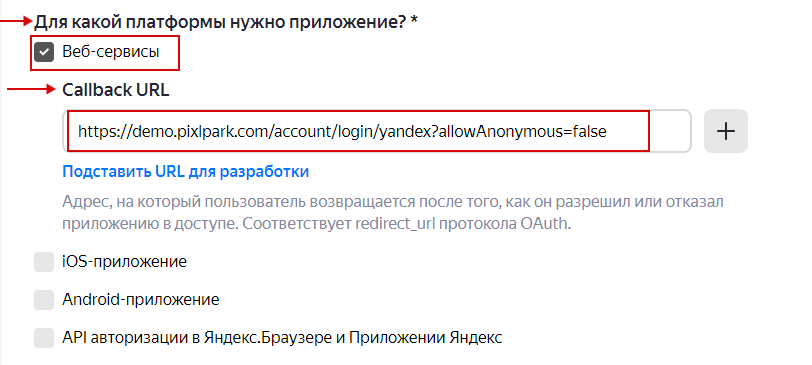 Для какой платформы нужно приложение? *
Веб-сервисы
Callback URL
https://demo.pixlpark.com/account/login/yandex?allowAnonymous=false
Подставить URL для разработки
Адрес, на который пользователь возвращается после того, как он разрешил или отказал
приложению в доступе. Соответствует redirect_url протокола OAuth.
iOS-приложение
Android-приложение
API авторизации в Яндекс.Браузере и Приложении Яндекс